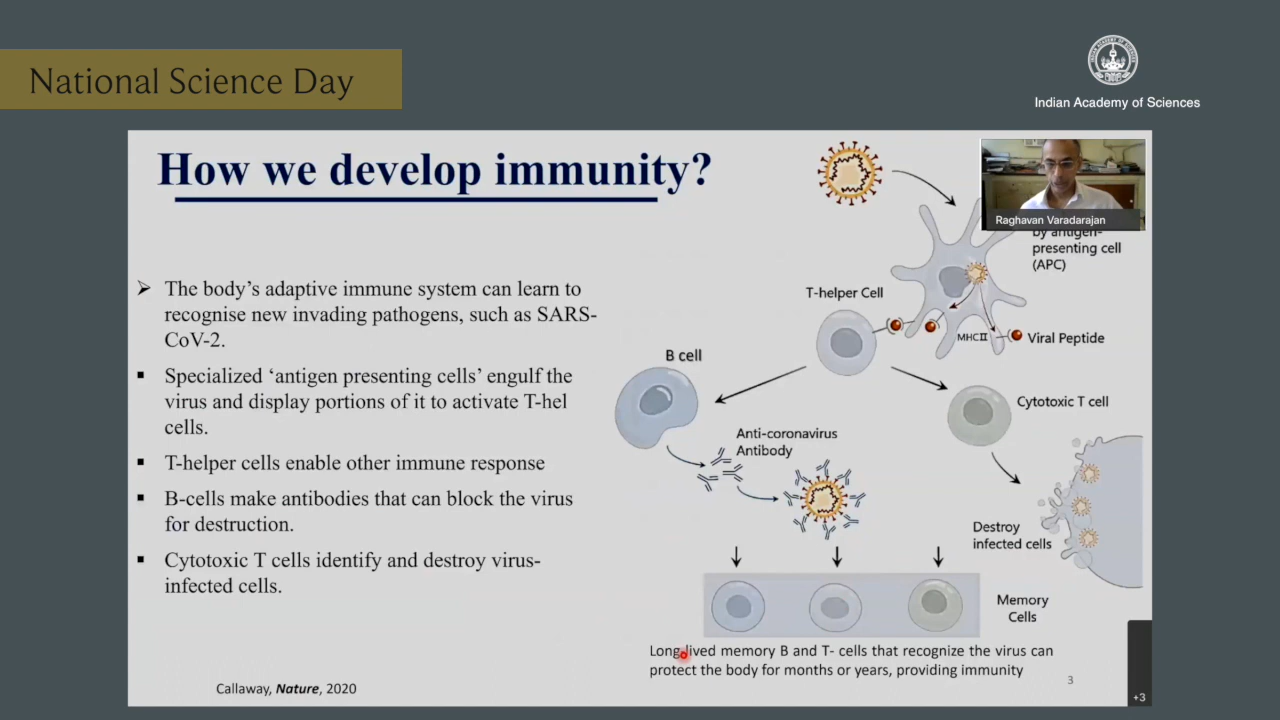 National Science Day
Indian Academy of Sciences
How we develop immunity?
Raghavan Varadarajan
by antigen-
presenting cell
(APC)
➢ The body’s adaptive immune system can learn to
recognise new invading pathogens, such as SARS-
CoV-2.
▪ Specialized ‘antigen presenting cells’ engulf the
virus and display portions of it to activate T-hel
cells.
▪ T-helper cells enable other immune response
▪ B-cells make antibodies that can block the virus
for destruction.
▪ Cytotoxic T cells identify and destroy virus-
infected cells.
T-helper Cell
MHCII
Viral Peptide
B cell
Cytotoxic T cell
Anti-coronavirus
Antibody
Destroy
infected cells
Memory
Cells
Long-lived memory B and T- cells that recognize the virus can
protect the body for months or years, providing immunity
Callaway, Nature, 2020
3
+3